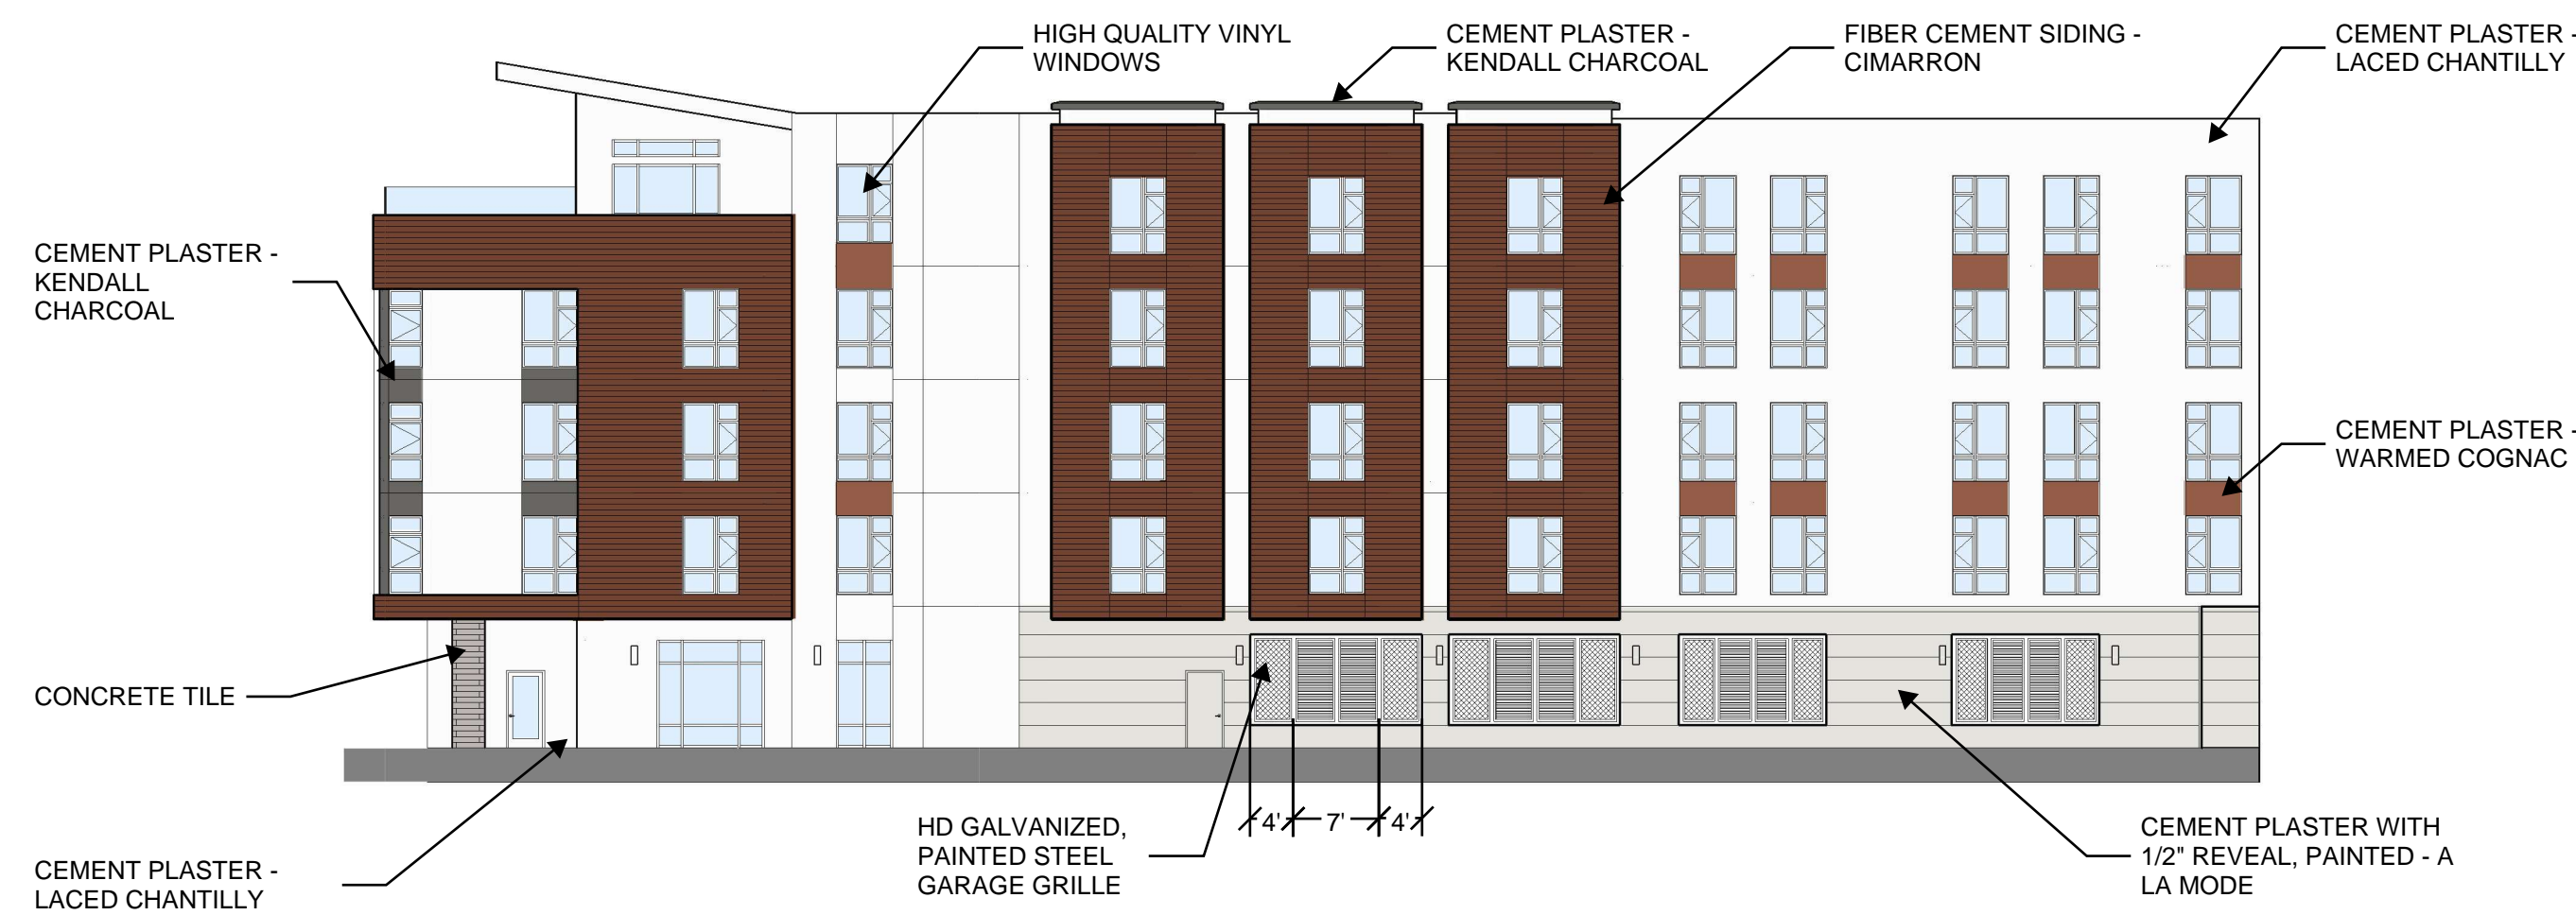 HIGH QUALITY VINYL
WINDOWS
CEMENT PLASTER -
KENDALL CHARCOAL
FIBER CEMENT SIDING -
CIMARRON
CEMENT PLASTER -
LACED CHANTILLY
CEMENT PLASTER -
KENDALL
CHARCOAL
CEMENT PLASTER -
WARMED COGNAC
CONCRETE TILE
4' 7' 4'
HD GALVANIZED,
PAINTED STEEL
GARAGE GRILLE
CEMENT PLASTER WITH
1/2" REVEAL, PAINTED - A
LA MODE
CEMENT PLASTER -
LACED CHANTILLY